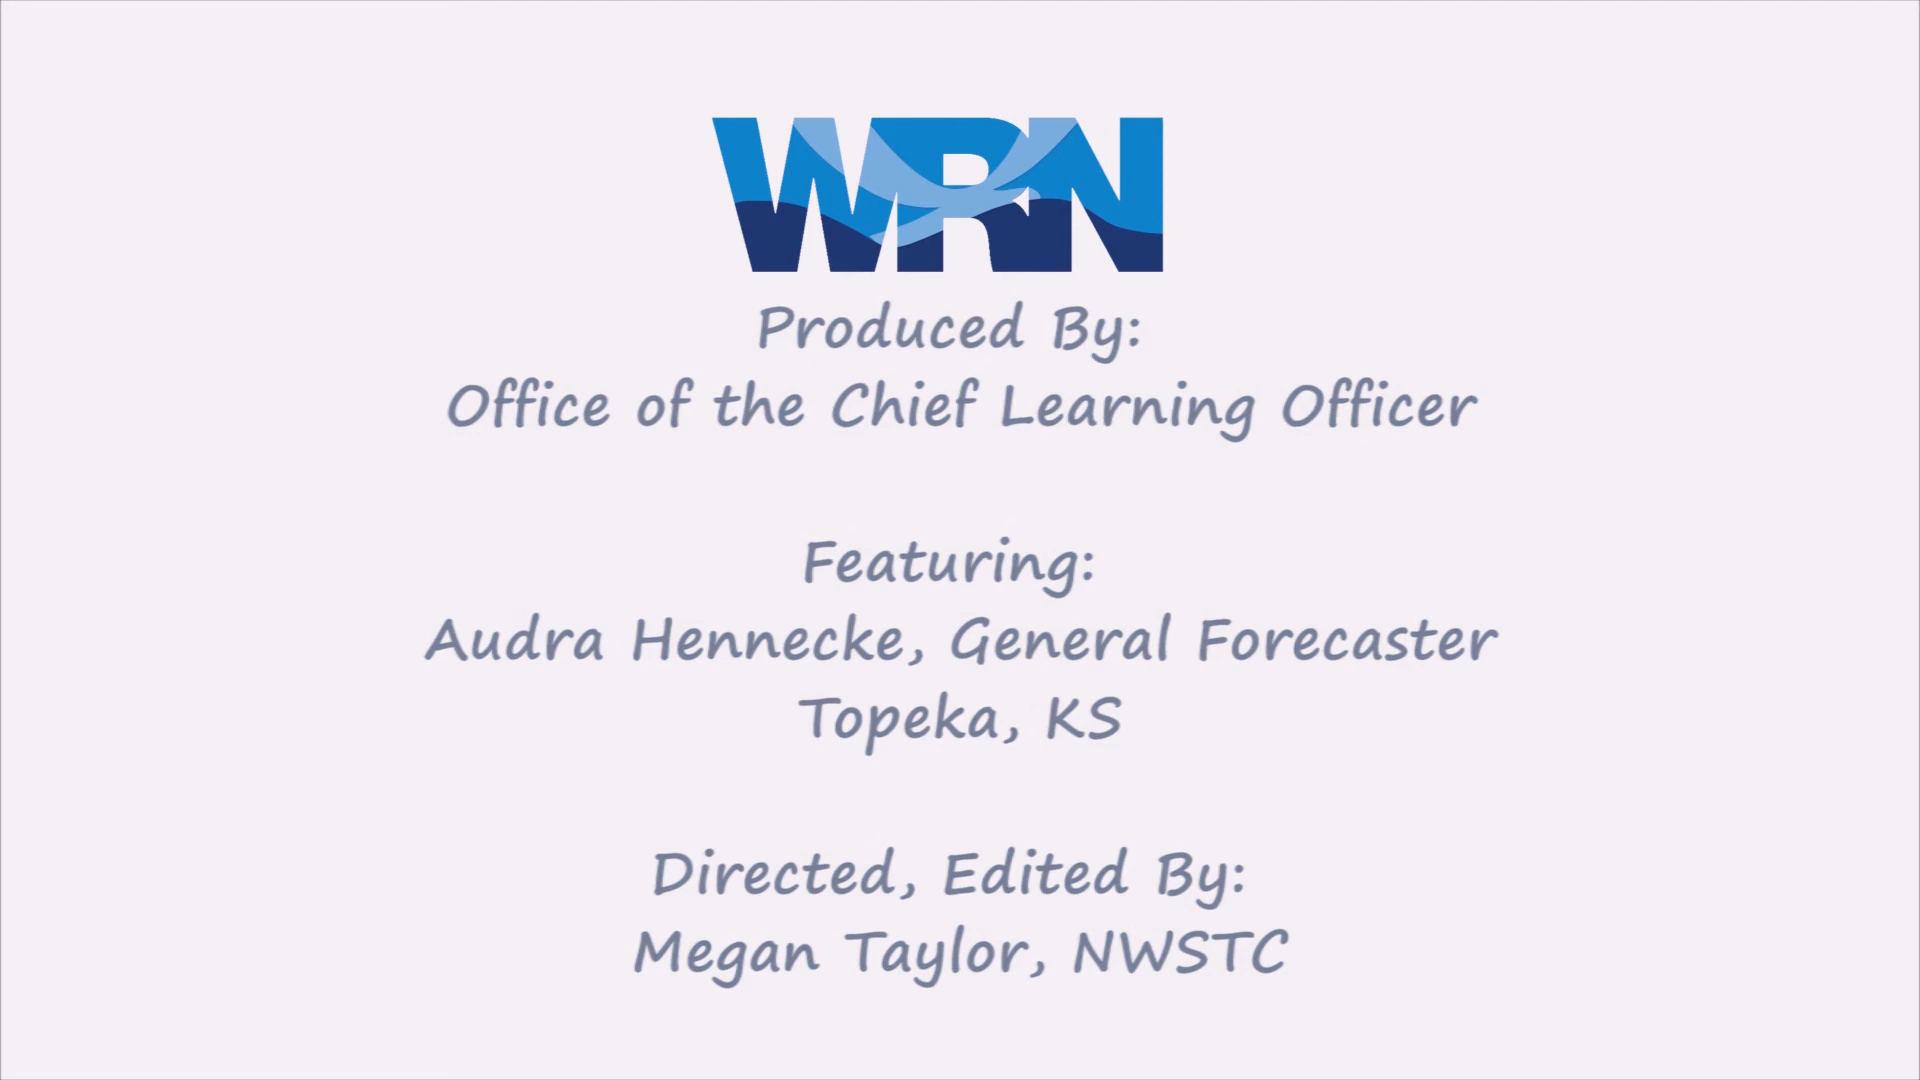 WRN
Produced By:
Office of the Chief Learning Officer
Featuring:
Audra Hennecke, General Forecaster
Topeka, KS
Directed, Edited By:
Megan Taylor, NWSTC